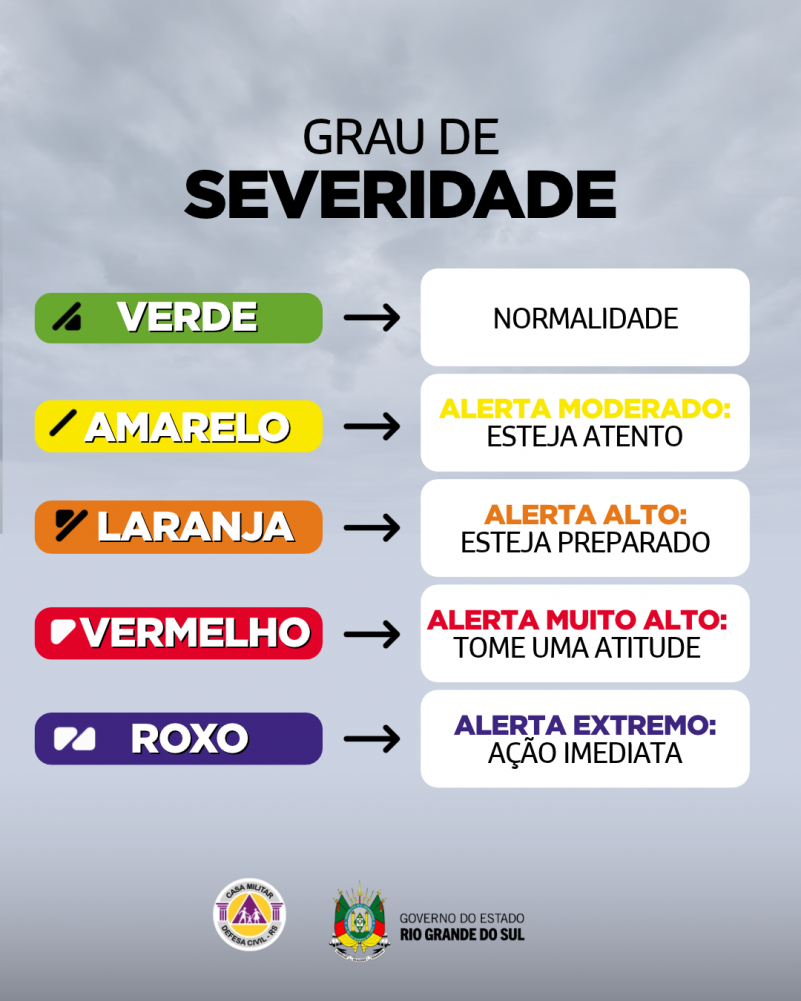 GRAU DE
SEVERIDADE
VERDE
NORMALIDADE
AMARELO
ALERTA MODERADO:
ESTEJA ATENTO
LARANJA
ALERTA ALTO:
ESTEJA PREPARADO
VERMELHO
ALERTA MUITO ALTO:
TOME UMA ATITUDE
ROXO
ALERTA EXTREMO:
AÇÃO IMEDIATA
CASA MILITAR
DEFESA CIVIL - RS
GOVERNO DO ESTADO
RIO GRANDE DO SUL